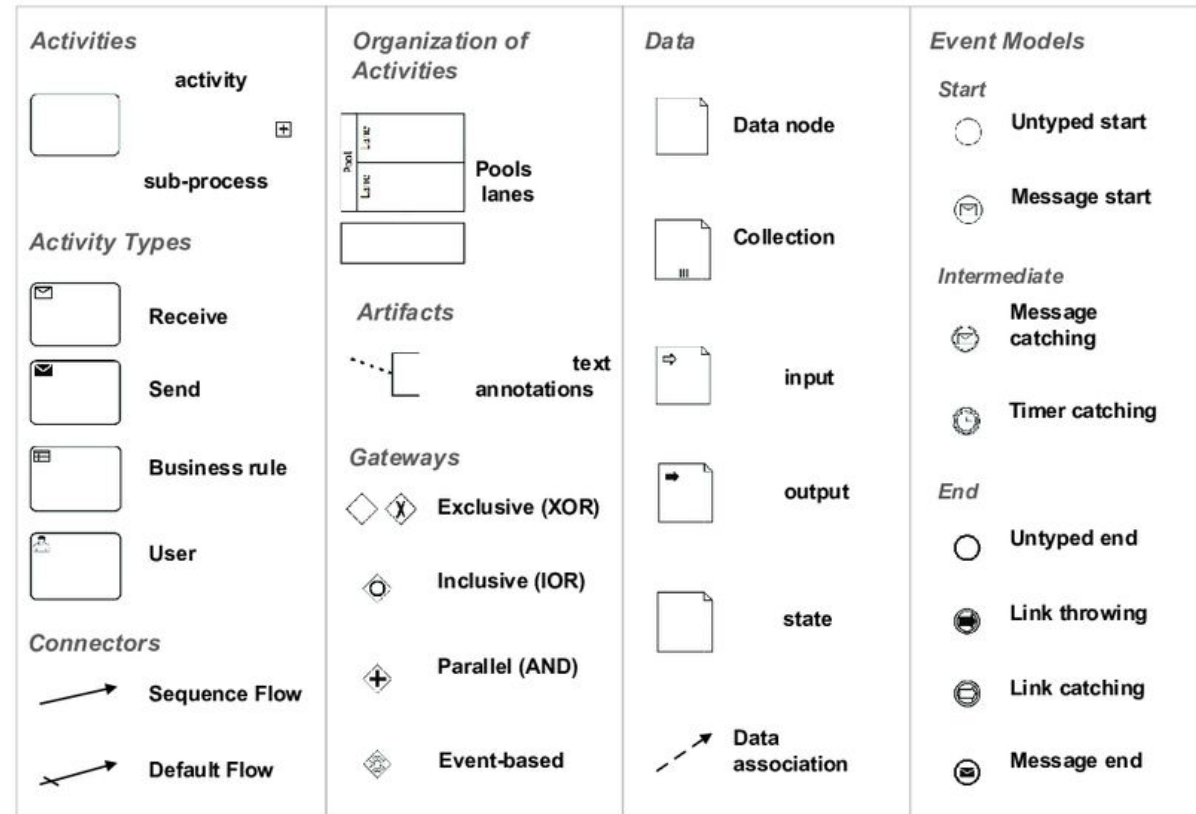 Activities
activity
sub-process
Activity Types
Receive
Send
Business rule
User
Connectors
Sequence Flow
Default Flow
Organization of
Activities
Pool
Lane
Lane
Pools
lanes
Artifacts
text
annotations
Gateways
X
Exclusive (XOR)
Inclusive (IOR)
Parallel (AND)
Event-based
Data
Data node
Collection
input
output
state
Data
association
Event Models
Start
Untyped start
Message start
Intermediate
Message
catching
Timer catching
End
Untyped end
Link throwing
Link catching
Message end